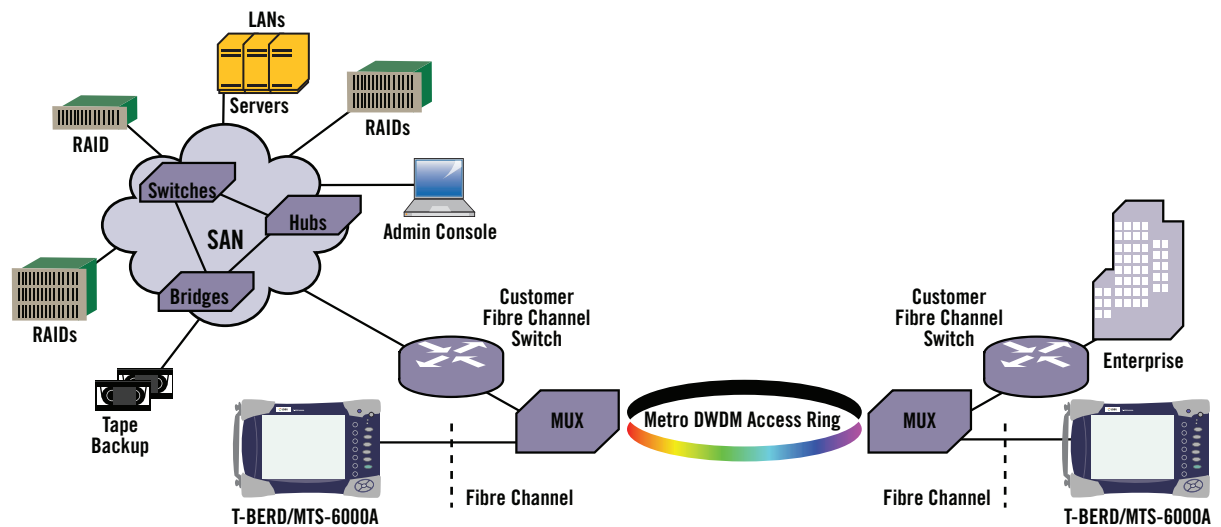 LANs
Servers
RAID
RAIDs
Switches
Hubs
SAN
Admin Console
Bridges
RAIDs
Tape
Backup
Customer
Fibre Channel
Switch
MUX
Metro DWDM Access Ring
MUX
Customer
Fibre Channel
Switch
Enterprise
Fibre Channel
Fibre Channel
T-BERD/MTS-6000A
T-BERD/MTS-6000A